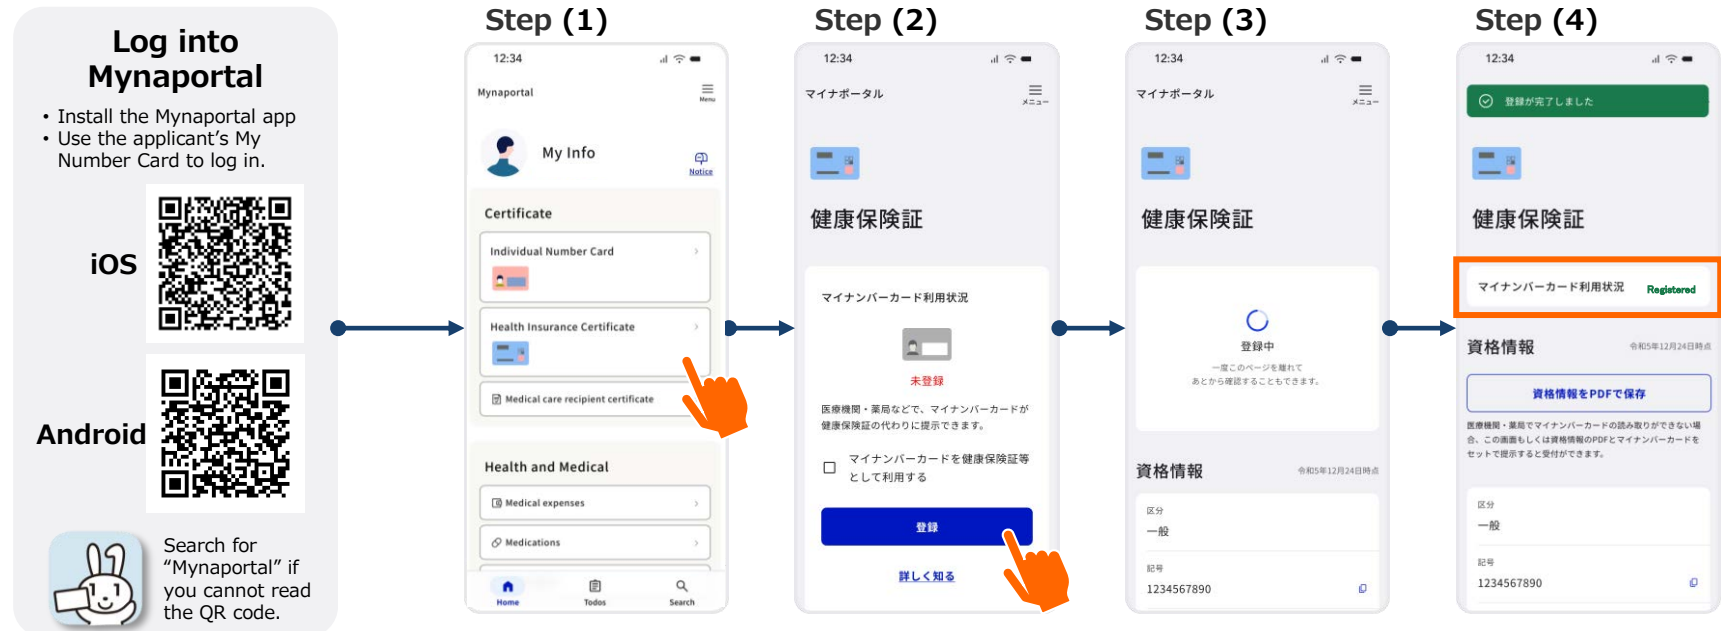 Log into
Mynaportal
• Install the Mynaportal app
• Use the applicant's My
Number Card to log in.
iOS
Android
Search for
“Mynaportal” if
you cannot read
the QR code.
Step (1)
12:34
Mynaportal
Menu
My Info
Notice
Certificate
Individual Number Card
Health Insurance Certificate
Medical care recipient certificate
Health and Medical
Medical expenses
Medications
Home
Todos
Search
Step (2)
12:34
マイナポータル
メニュー
健康保険証
マイナンバーカード利用状況
未登録
医療機関・薬局などで、マイナンバーカードが
健康保険証の代わりに提示できます。
マイナンバーカードを健康保険証等
として利用する
登録
詳しく知る
Step (3)
12:34
マイナポータル
メニュー
健康保険証
登録中
一度このページを離れて
あとから確認することもできます。
資格情報
令和5年12月24日時点
区分
一般
記号
1234567890
Step (4)
12:34
登録が完了しました
健康保険証
マイナンバーカード利用状況
Registered
資格情報
令和5年12月24日時点
資格情報をPDFで保存
医療機関・薬局でマイナンバーカードの読み取りができない場
合、この画面もしくは資格情報のPDFとマイナンバーカードを
セットで提示すると受付ができます。
区分
一般
記号
1234567890